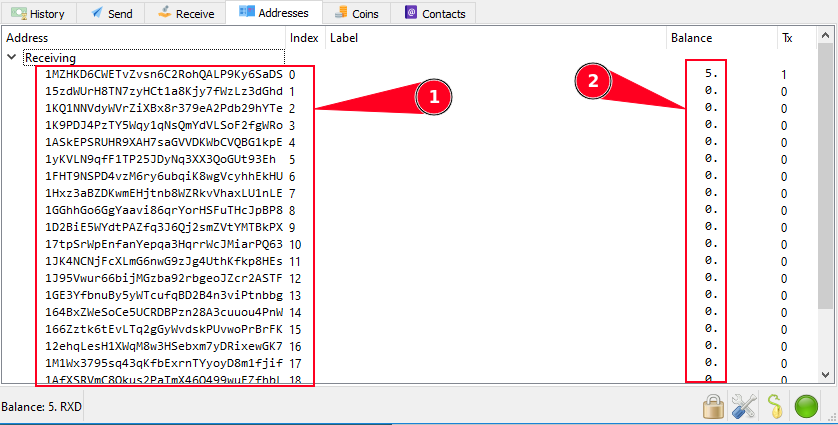 History Send Receive Addresses Coins Contacts
Address Index Label Balance Tx
Receiving
1MZHKD6CWETvZvsn6C2RohQALP9Ky6SaDS 0 5. 1
15zdWUrH8TN7zyHCt1a8Kjy7fWzLz3dGhd 1 0. 0
1KQ1NNVdyWVrZiXBx8r379eA2Pdb29hYTe 2 0. 0
1K9PDJ4PzTY5Wqy1qNsQmYdVLSoF2fgWRo 3 0. 0
1ASkEPSRUHR9XAH7saGVVDKWbCVQBG1kpE 4 0. 0
1yKVLN9qfF1TP25JDyNq3XX3QoGUt93Eh 5 0. 0
1FHT9NSPD4vzM6ry6ubqiK8wgVcyhhEkHU 6 0. 0
1Hxz3aBZDKwmEHjtnb8WZRkvVhaxLU1nLE 7 0. 0
1GGhhGo6GgYaavi86qrYorHSFuTHcJpBP8 8 0. 0
1D2BiE5WYdtPAZfq3J6Qj2smZVtYMTBkPX 9 0. 0
17tpSrWpEnfanYepqa3HqrrWcJMiarPQ63 10 0. 0
1JK4NCNjFcXLmG6nwG9zJg4UthKfkp8HEs 11 0. 0
1J95Vwur66bijMGzba92rbgeoJZcr2ASTF 12 0. 0
1GE3YfbnuBy5yWTcufqBD2B4n3viPtnbbg 13 0. 0
164BxZWeSoCe5UCRDBPzn28A3cuuou4PnW 14 0. 0
166Zztk6tEvLTq2gGyWvdskPUvwoPrBrFK 15 0. 0
12ehqLesH1XWqM8w3HSebxm7yDRixewGK7 16 0. 0
1M1Wx3795sq43qKfbExrnTYyoyD8m1fjif 17 0. 0
18 0. 0
1
2
Balance: 5. RXD